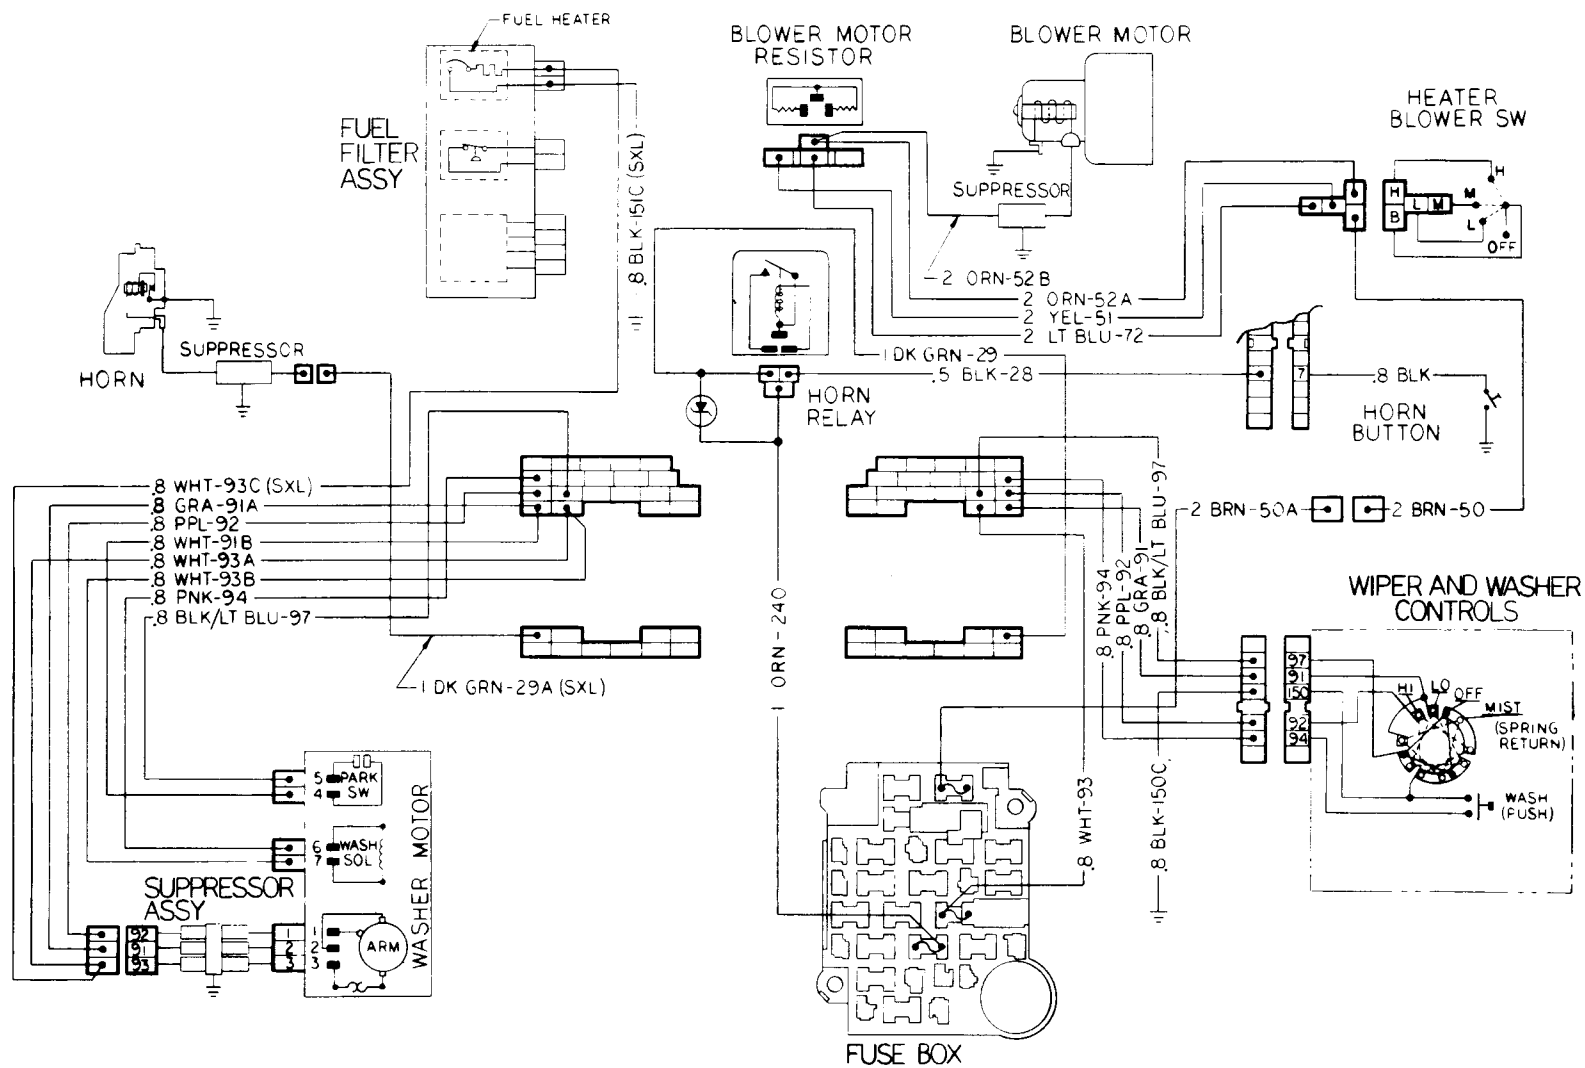 FUEL HEATER
FUEL
FILTER
ASSY
.8 BLK-151C (SXL)
BLOWER MOTOR
RESISTOR
BLOWER MOTOR
SUPPRESSOR
HEATER
BLOWER SW
H
B
L M
H
M
L
OFF
2 ORN-52B
2 ORN-52A
2 YEL-51
2 LT BLU-72
1 DK GRN-29
.5 BLK-28
HORN
RELAY
7
.8 BLK
HORN
BUTTON
HORN
SUPPRESSOR
.8 WHT-93C (SXL)
.8 GRA-91A
.8 PPL-92
.8 WHT-91B
.8 WHT-93A
.8 WHT-93B
.8 PNK-94
.8 BLK/LT BLU-97
1 DK GRN-29A (SXL)
1 ORN-240
.8 PNK-94
.8 PPL-92
.8 GRA-91
.8 BLK/LT BLU-97
2 BRN-50A
2 BRN-50
.8 WHT-93
.8 BLK-150C
WIPER AND WASHER
CONTROLS
97
91
150
92
94
HI
LO
OFF
MIST
(SPRING
RETURN)
WASH
(PUSH)
5 PARK
4 SW
6 WASH
7 SOL
WASHER MOTOR
SUPPRESSOR
ASSY
92
91
93
1
2
3
1
2
3
ARM
FUSE BOX